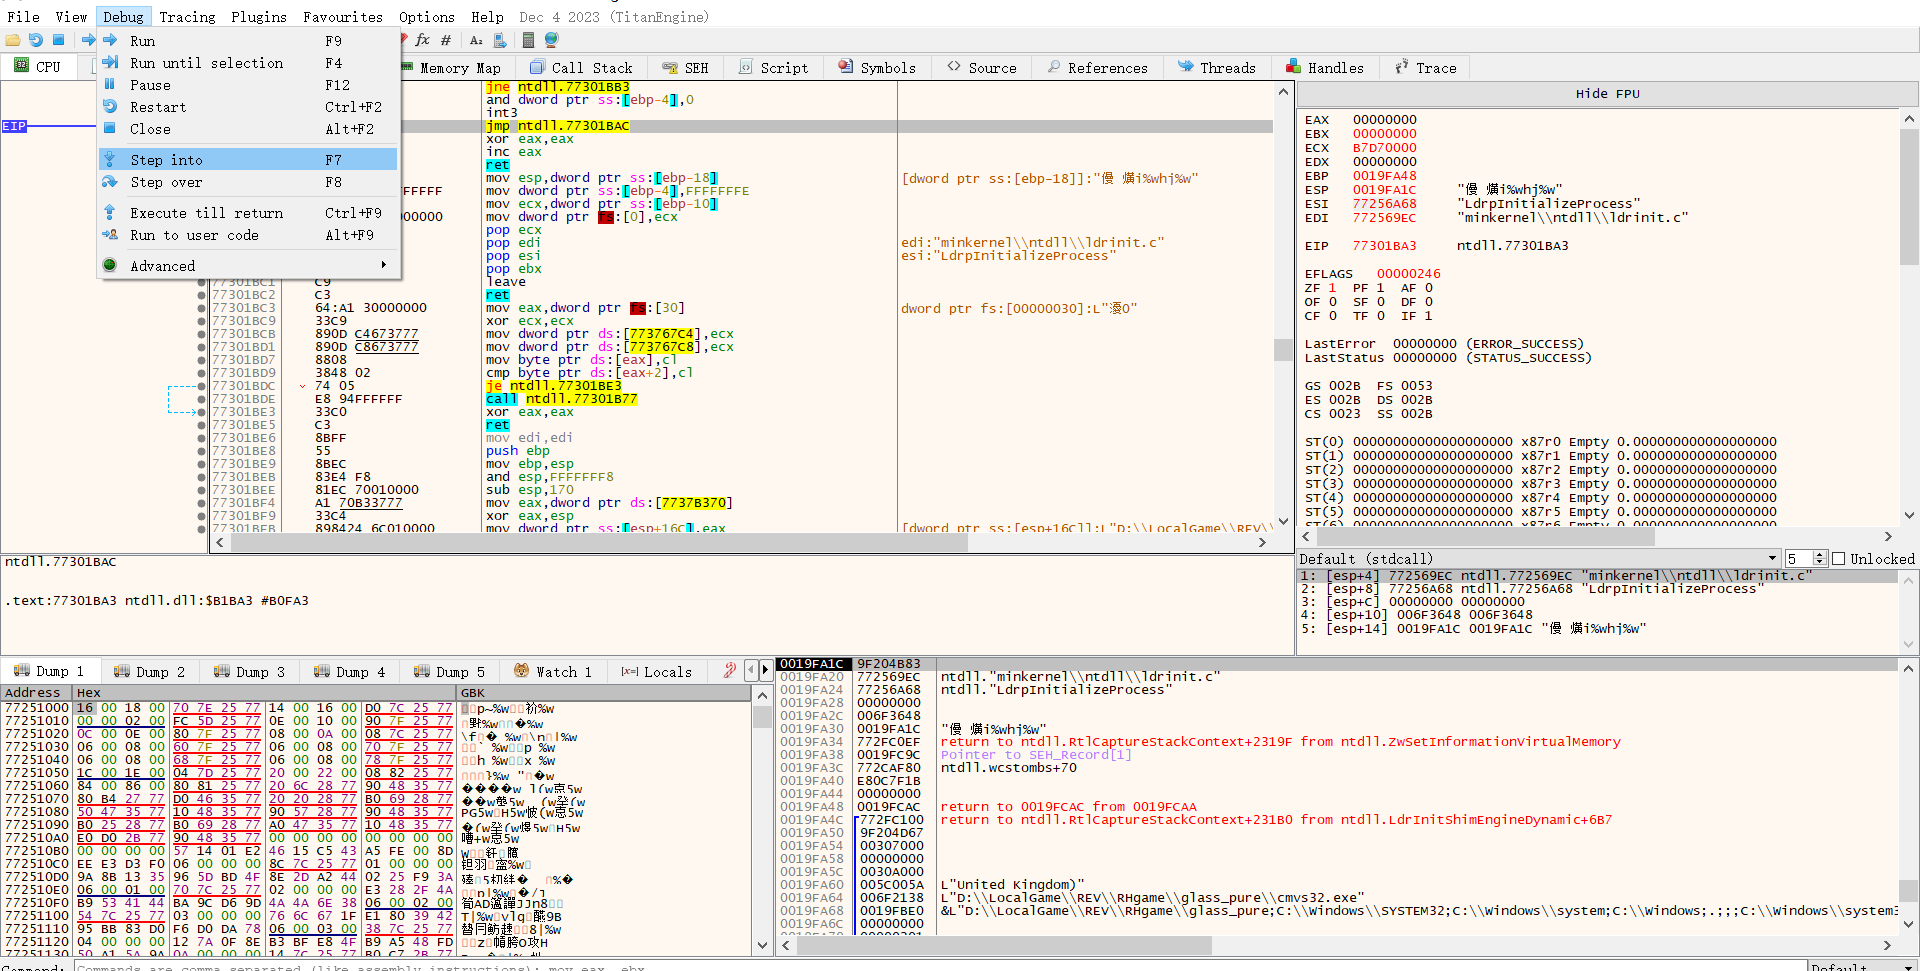 File View Debug Tracing Plugins Favourites Options Help Dec 4 2023 (TitanEngine)
Run F9
Run until selection F4
Pause F12
Restart Ctrl+F2
Close Alt+F2
Step into F7
Step over F8
Execute till return Ctrl+F9
Run to user code Alt+F9
Advanced
CPU Memory Map Call Stack SEH Script Symbols Source References Threads Handles Trace
EIP
jne ntdll.77301BB3
and dword ptr ss:[ebp-4],0
int3
jmp ntdll.77301BAC
xor eax,eax
inc eax
ret
mov esp,dword ptr ss:[ebp-18] [dword ptr ss:[ebp-18]]:"
mov dword ptr ss:[ebp-4],FFFFFFFE
mov ecx,dword ptr ss:[ebp-10]
mov dword ptr fs:[0],ecx
pop ecx
pop edi edi:"minkernel\\ntdll\\ldrinit.c"
pop esi esi:"LdrpInitializeProcess"
pop ebx
77301BC1 C9 leave
77301BC2 C3 ret
77301BC3 64:A1 30000000 mov eax,dword ptr fs:[30] dword ptr fs:[00000030]:L"
77301BC9 33C9 xor ecx,ecx
77301BCB 890D C4673777 mov dword ptr ds:[773767C4],ecx
77301BD1 890D C8673777 mov dword ptr ds:[773767C8],ecx
77301BD7 8808 mov byte ptr ds:[eax],cl
77301BD9 3848 02 cmp byte ptr ds:[eax+2],cl
77301BDC 74 05 je ntdll.77301BE3
77301BDE E8 94FFFFFF call ntdll.77301B77
77301BE3 33C0 xor eax,eax
77301BE5 C3 ret
77301BE6 8BFF mov edi,edi
77301BE8 55 push ebp
77301BE9 8BEC mov ebp,esp
77301BEB 83E4 F8 and esp,FFFFFFF8
77301BEE 81EC 70010000 sub esp,170
77301BF4 A1 70B33777 mov eax,dword ptr ds:[7737B370]
77301BF9 33C4 xor eax,esp
77301BFB 898424 6C010000 mov dword ptr ss:[esp+16C],eax [dword ptr ss:[esp+16C]]:L"D:\\LocalGame\\REV\\
ntdll.77301BAC
.text:77301BA3 ntdll.dll:$B1BA3 #B0FA3
Hide FPU
EAX 00000000
EBX 00000000
ECX B7D70000
EDX 00000000
EBP 0019FA48
ESP 0019FA1C
ESI 77256A68 "LdrpInitializeProcess"
EDI 772569EC "minkernel\\ntdll\\ldrinit.c"
EIP 77301BA3 ntdll.77301BA3
EFLAGS 00000246
ZF 1 PF 1 AF 0
OF 0 SF 0 DF 0
CF 0 TF 0 IF 1
LastError 00000000 (ERROR_SUCCESS)
LastStatus 00000000 (STATUS_SUCCESS)
GS 002B FS 0053
ES 002B DS 002B
CS 0023 SS 002B
ST(0) 00000000000000000000 x87r0 Empty 0.000000000000000000
ST(1) 00000000000000000000 x87r1 Empty 0.000000000000000000
ST(2) 00000000000000000000 x87r2 Empty 0.000000000000000000
ST(3) 00000000000000000000 x87r3 Empty 0.000000000000000000
ST(4) 00000000000000000000 x87r4 Empty 0.000000000000000000
ST(5) 00000000000000000000 x87r5 Empty 0.000000000000000000
ST(6) 00000000000000000000 x87r6 Empty 0.000000000000000000
Default (stdcall) 5 Unlocked
1: [esp+4] 772569EC ntdll.772569EC "minkernel\\ntdll\\ldrinit.c"
2: [esp+8] 77256A68 ntdll.77256A68 "LdrpInitializeProcess"
3: [esp+C] 00000000 00000000
4: [esp+10] 006F3648 006F3648
5: [esp+14] 0019FA1C 0019FA1C
Dump 1 Dump 2 Dump 3 Dump 4 Dump 5 Watch 1 Locals
Address Hex GBK
77251000 16 00 18 00 70 7E 25 77 14 00 16 00 D0 7C 25 77
77251010 00 00 02 00 FC 5D 25 77 0E 00 10 00 90 7F 25 77
77251020 0C 00 0E 00 80 7F 25 77 08 00 0A 00 08 7C 25 77
77251030 06 00 08 00 60 7F 25 77 06 00 08 00 70 7F 25 77
77251040 06 00 08 00 68 7F 25 77 06 00 08 00 78 7F 25 77
77251050 1C 00 1E 00 04 7D 25 77 20 00 22 00 08 82 25 77
77251060 84 00 86 00 80 81 25 77 20 6C 28 77 90 48 35 77
77251070 80 B4 27 77 D0 46 35 77 20 20 28 77 B0 69 28 77
77251080 50 47 35 77 10 48 35 77 90 57 28 77 90 48 35 77
77251090 B0 25 28 77 B0 69 28 77 A0 47 35 77 10 48 35 77
772510A0 E0 D0 2B 77 90 48 35 77 00 00 00 00 00 00 00 00
772510B0 00 00 00 00 57 14 01 E2 46 15 C5 43 A5 FE 00 8D
772510C0 EE E3 D3 F0 06 00 00 00 8C 7C 25 77 01 00 00 00
772510D0 9A 8B 13 35 96 5D BD 4F 8E 2D A2 44 02 25 F9 3A
772510E0 06 00 01 00 70 7C 25 77 02 00 00 00 E3 28 2F 4A
772510F0 B9 53 41 44 BA 9C D6 9D 4A 4A 6E 38 06 00 02 00
77251100 54 7C 25 77 03 00 00 00 76 6C 67 1F E1 80 39 42
77251110 95 BB 83 D0 F6 D0 DA 78 06 00 03 00 38 7C 25 77
77251120 04 00 00 00 12 7A 0F 8E B3 BF E8 4F B9 A5 48 FD
0019FA1C 9F204B83
0019FA20 772569EC ntdll."minkernel\\ntdll\\ldrinit.c"
0019FA24 77256A68 ntdll."LdrpInitializeProcess"
0019FA28 00000000
0019FA2C 006F3648
0019FA30 0019FA1C
0019FA34 772FC0EF return to ntdll.RtlCaptureStackContext+2319F from ntdll.ZwSetInformationVirtualMemory
0019FA38 0019FC9C Pointer to SEH_Record[1]
0019FA3C 772CAF80 ntdll.wcstombs+70
0019FA40 E80C7F1B
0019FA44 00000000
0019FA48 0019FCAC return to 0019FCAC from 0019FCAA
0019FA4C 772FC100 return to ntdll.RtlCaptureStackContext+231B0 from ntdll.LdrInitShimEngineDynamic+6B7
0019FA50 9F204D67
0019FA54 00307000
0019FA58 00000000
0019FA5C 0030A000
0019FA60 005C005A L"United Kingdom)"
0019FA64 006F2138 L"D:\\LocalGame\\REV\\RHgame\\glass_pure\\cmvs32.exe"
0019FA68 0019FBE0 &L"D:\\LocalGame\\REV\\RHgame\\glass_pure;C:\\Windows\\SYSTEM32;C:\\Windows\\system;C:\\Windows;.;;;C:\\Windows\\system3
0019FA6C 00000000
Command: Commands are comma separated (like assembly instructions): mov eax, ebx Default